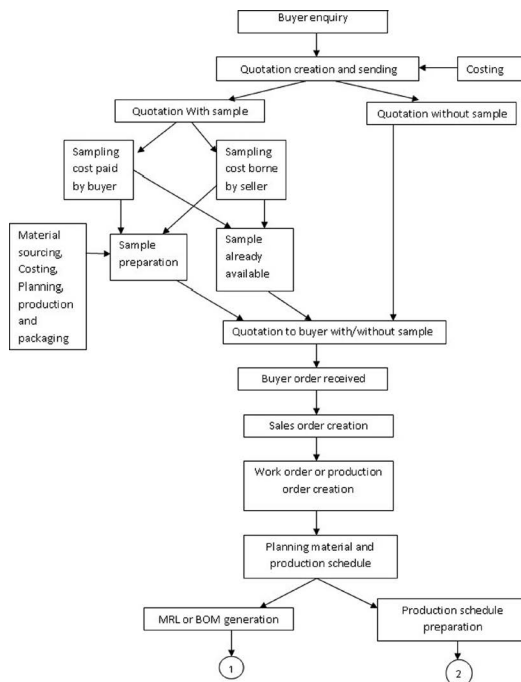 Buyer enquiry
Quotation creation and sending
Costing
Quotation With sample
Quotation without sample
Sampling
cost paid
by buyer
Sampling
cost borne
by seller
Material
sourcing,
Costing,
Planning,
production
and
packaging
Sample
preparation
Sample
already
available
Quotation to buyer with/without sample
Buyer order received
Sales order creation
Work order or production
order creation
Planning material and
production schedule
MRL or BOM generation
Production schedule
preparation
1
2